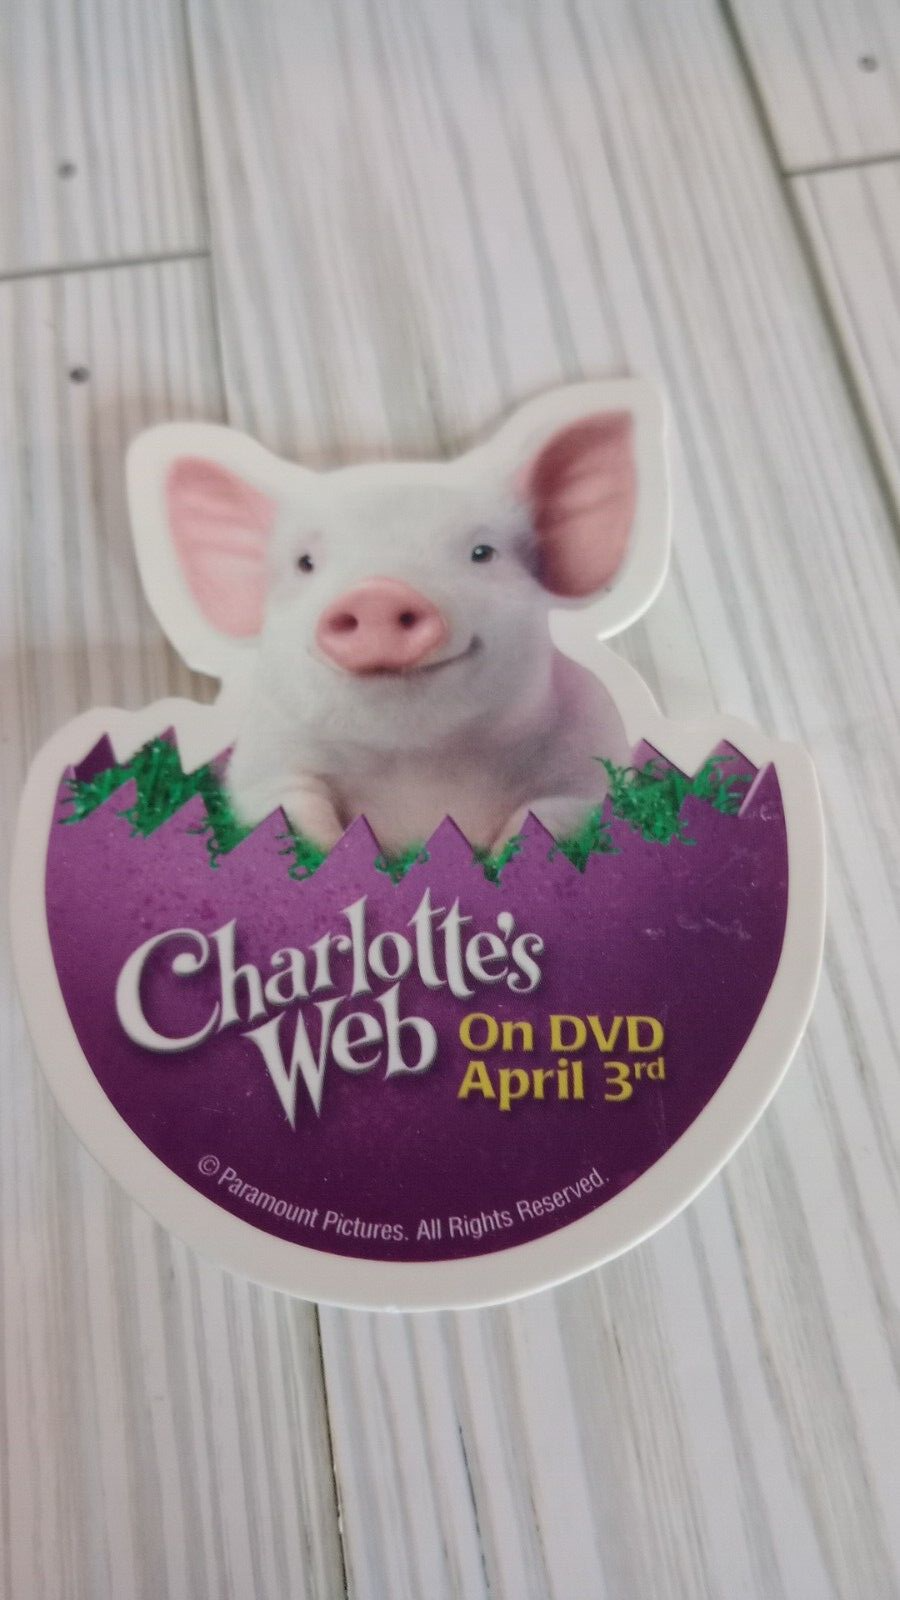 Charlotte's
Web
On DVD
April 3rd
© Paramount Pictures. All Rights Reserved.